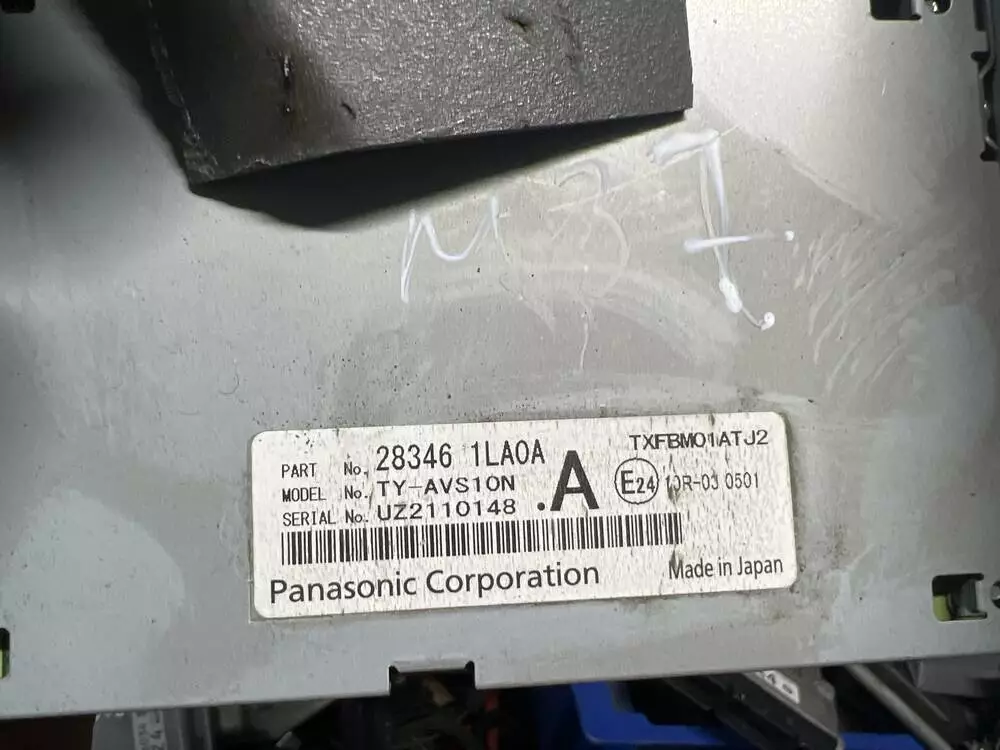 M37
TXFBM01ATJ2
PART No. 28346 1LA0A
MODEL No. TY-AVS10N
SERIAL No. UZ2110148
.A
E24 10R-03 0501
Panasonic Corporation
Made in Japan